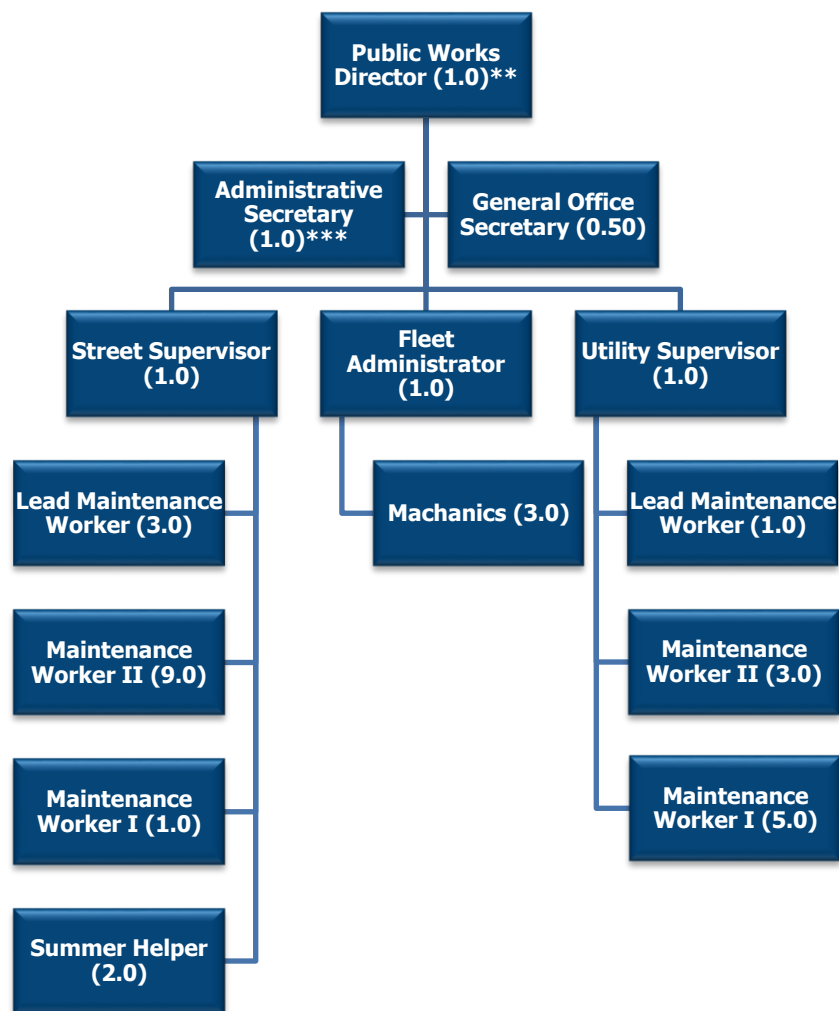 Public Works
Director (1.0)**
Administrative
Secretary
(1.0)***
General Office
Secretary (0.50)
Street Supervisor
(1.0)
Fleet
Administrator
(1.0)
Utility Supervisor
(1.0)
Lead Maintenance
Worker (3.0)
Machanics (3.0)
Lead Maintenance
Worker (1.0)
Maintenance
Worker II (9.0)
Maintenance
Worker II (3.0)
Maintenance
Worker I (1.0)
Maintenance
Worker I (5.0)
Summer Helper
(2.0)